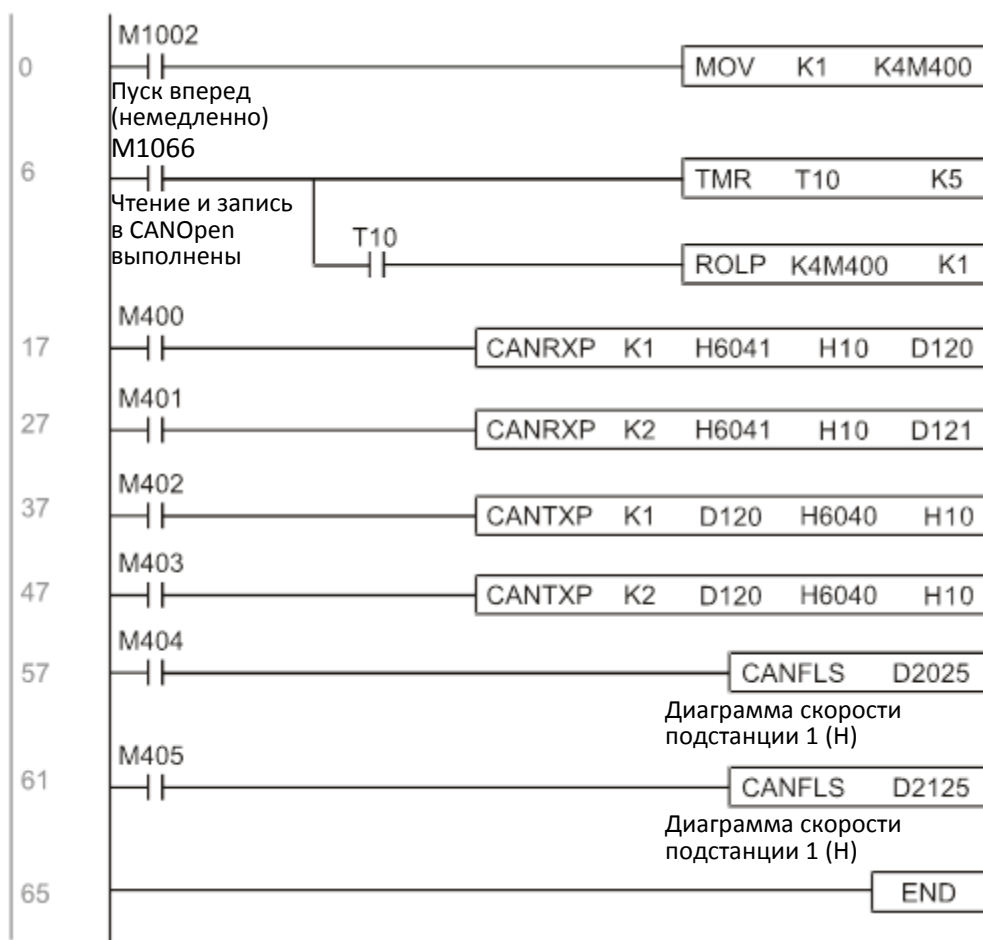 M1002
0 MOV K1 K4M400
Пуск вперед
(немедленно)
M1066
6 TMR T10 K5
Чтение и запись
в CANOpen
выполнены
T10
ROLP K4M400 K1
M400
17 CANRXP K1 H6041 H10 D120
M401
27 CANRXP K2 H6041 H10 D121
M402
37 CANTXP K1 D120 H6040 H10
M403
47 CANTXP K2 D120 H6040 H10
M404
57 CANFLS D2025
Диаграмма скорости
подстанции 1 (H)
M405
61 CANFLS D2125
Диаграмма скорости
подстанции 1 (H)
65 END